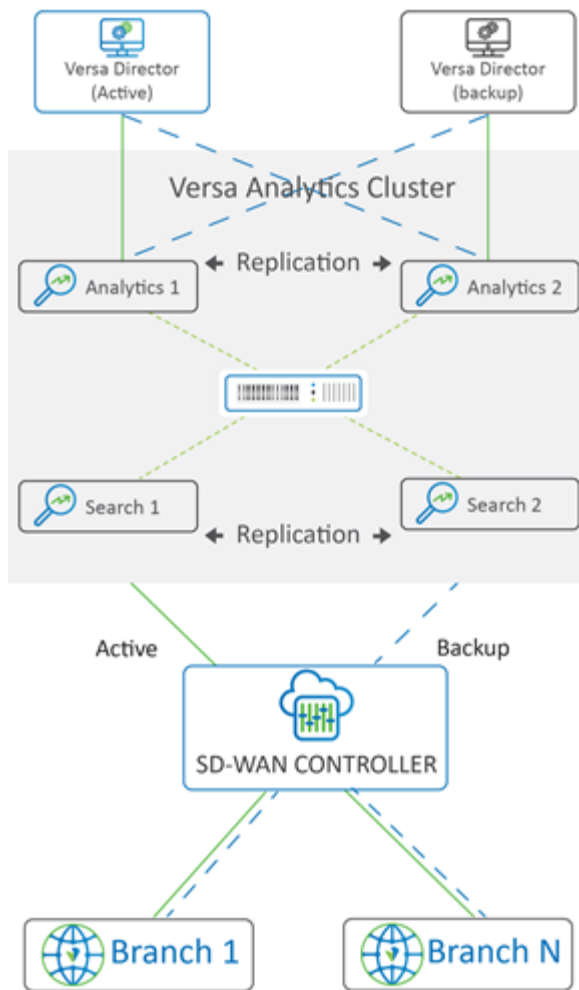 Versa Director
(Active)
Versa Director
(backup)
Versa Analytics Cluster
Replication
Analytics 1
Analytics 2
Search 1
Search 2
Replication
Active
Backup
SD-WAN CONTROLLER
Branch 1
Branch N